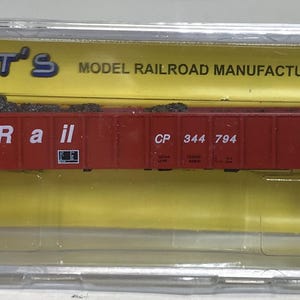 T's MODEL RAILROAD MANUFACTU
Rail CP 344 794